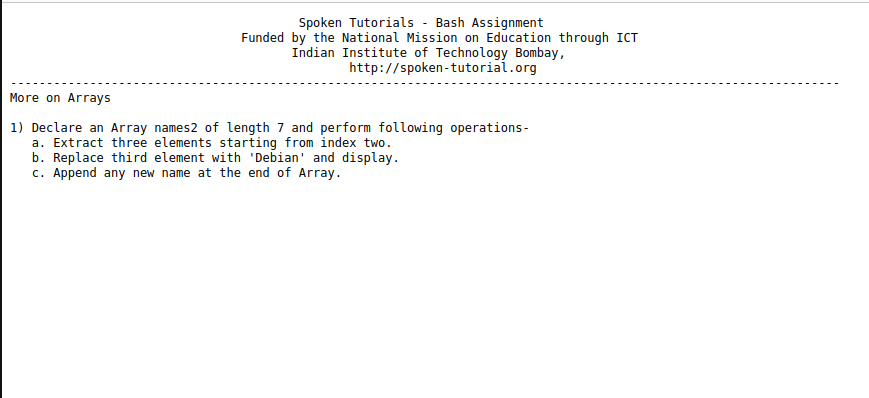 Spoken Tutorials - Bash Assignment
Funded by the National Mission on Education through ICT
Indian Institute of Technology Bombay,
http://spoken-tutorial.org
-------------------------------------------------------------------------------------------------------------------
More on Arrays
1) Declare an Array names2 of length 7 and perform following operations-
a. Extract three elements starting from index two.
b. Replace third element with 'Debian' and display.
c. Append any new name at the end of Array.